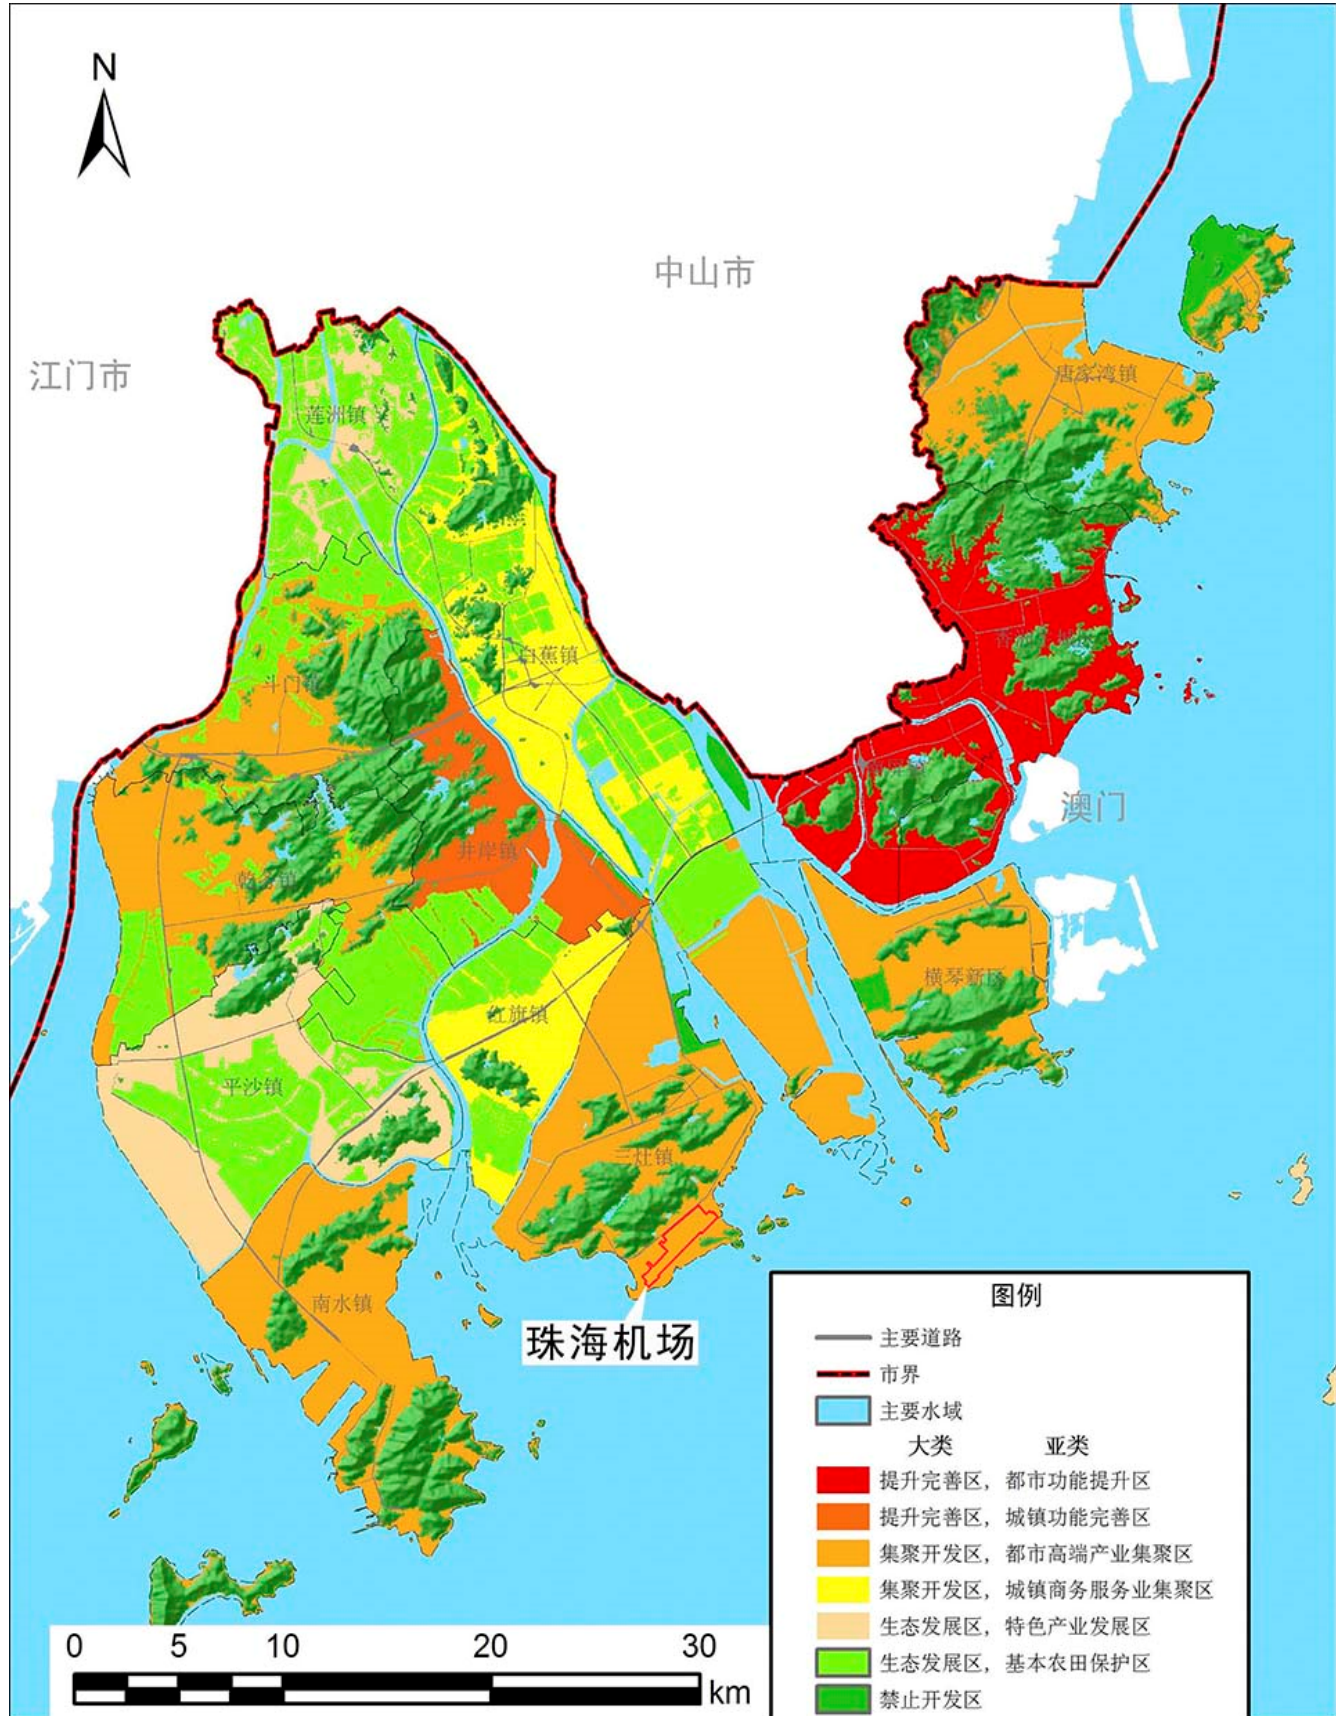 N
中山市
江门市
唐家湾镇
莲洲镇
白蕉镇
斗门镇
澳门
井岸镇
乾务镇
横琴新区
红旗镇
平沙镇
三灶镇
南水镇
珠海机场
图例
主要道路
市界
主要水域
大类 亚类
提升完善区，都市功能提升区
提升完善区，城镇功能完善区
集聚开发区，都市高端产业集聚区
集聚开发区，城镇商务服务业集聚区
生态发展区，特色产业发展区
生态发展区，基本农田保护区
禁止开发区
0 5 10 20 30
km